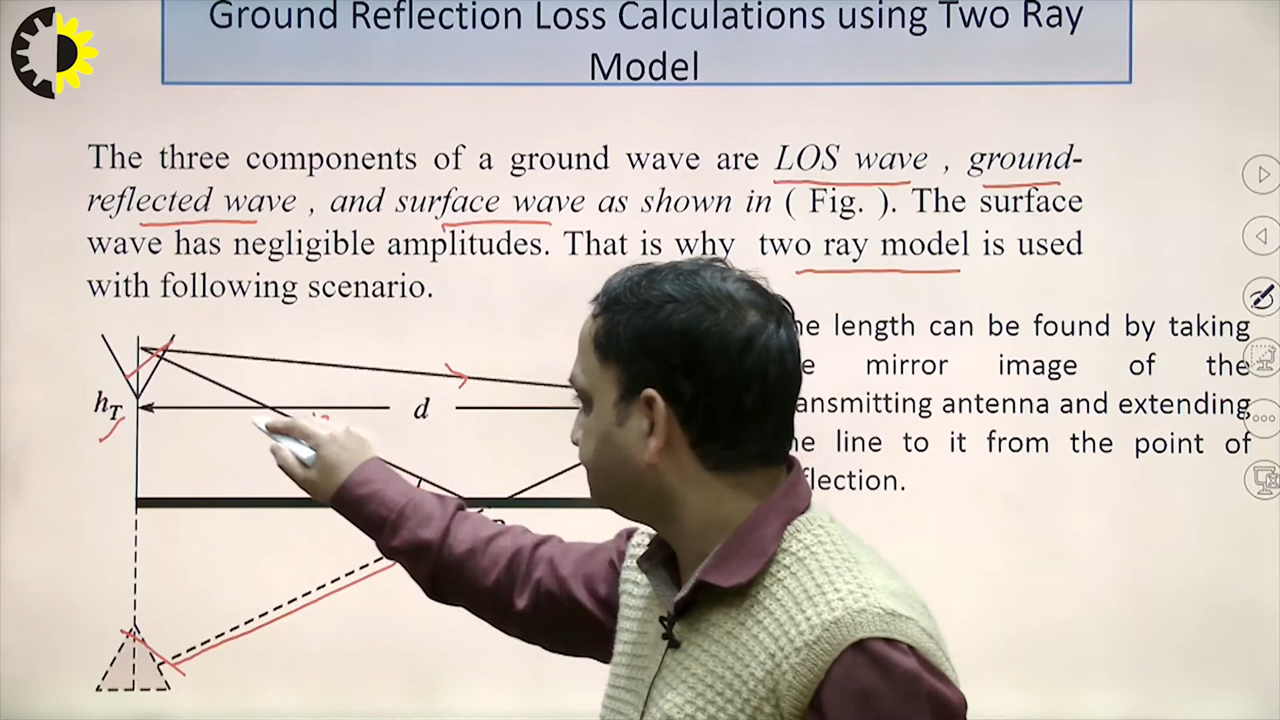 Ground Reflection Loss Calculations using Two Ray
Model
The three components of a ground wave are LOS wave , ground-
reflected wave , and surface wave as shown in ( Fig. ). The surface
wave has negligible amplitudes. That is why two ray model is used
with following scenario.
length can be found by taking
mirror image of the
antenna and extending
line to it from the point of
hT
d